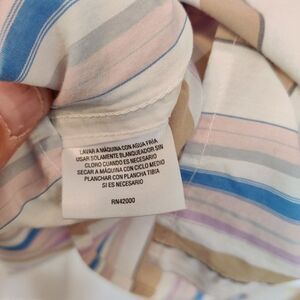 LAVAR A MÁQUINA CON AGUA FRÍA
USAR SOLAMENTE BLANQUEADOR SIN
CLORO CUANDO ES NECESARIO
SECAR A MÁQUINA CON CICLO MEDIO
PLANCHAR CON PLANCHA TIBIA
SI ES NECESARIO
RN42000